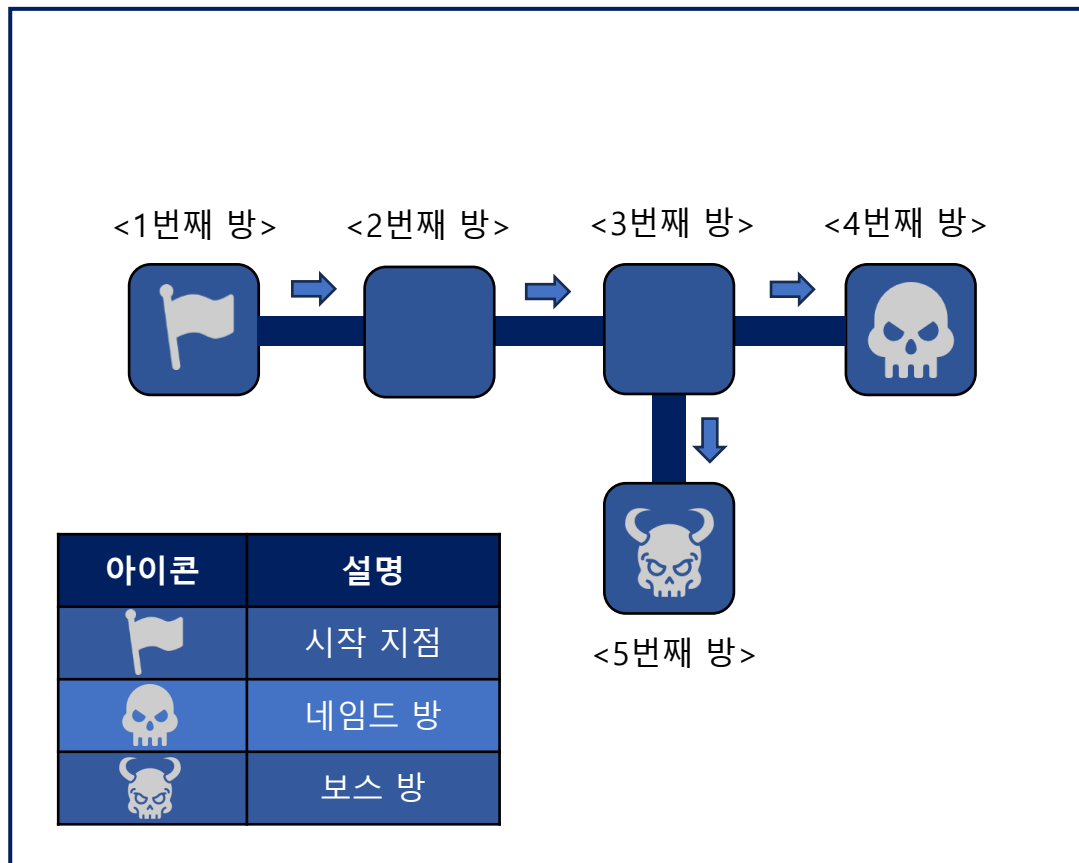 <1번째 방> <2번째 방> <3번째 방> <4번째 방>
<5번째 방>
아이콘 설명
시작 지점
네임드 방
보스 방